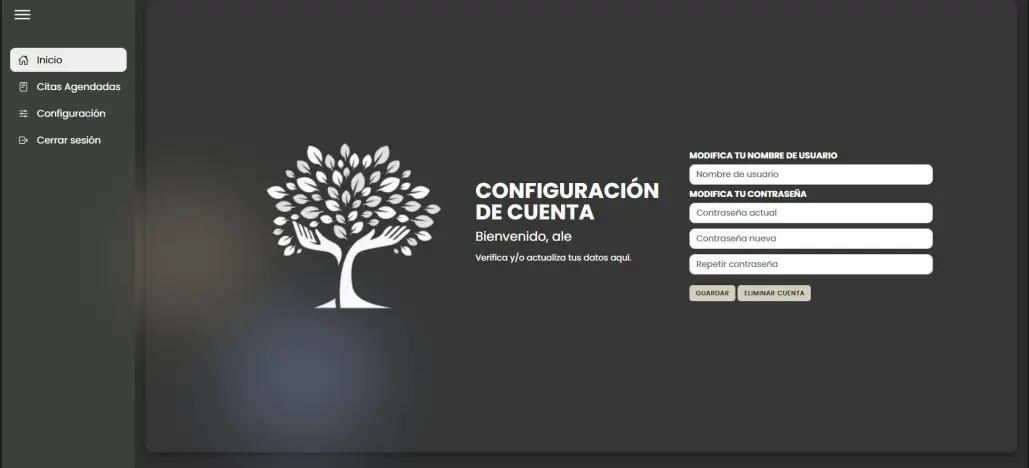 Inicio
Citas Agendadas
Configuración
Cerrar sesión
CONFIGURACIÓN
DE CUENTA
Bienvenido, ale
Verifica y/o actualiza tus datos aquí.
MODIFICA TU NOMBRE DE USUARIO
Nombre de usuario
MODIFICA TU CONTRASEÑA
Contraseña actual
Contraseña nueva
Repetir contraseña
GUARDAR ELIMINAR CUENTA